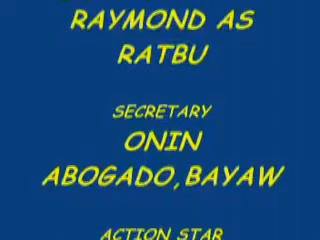 RAYMOND AS
RATBU
SECRETARY
ONIN
ABOGADO,BAYAW
ACTION STAR